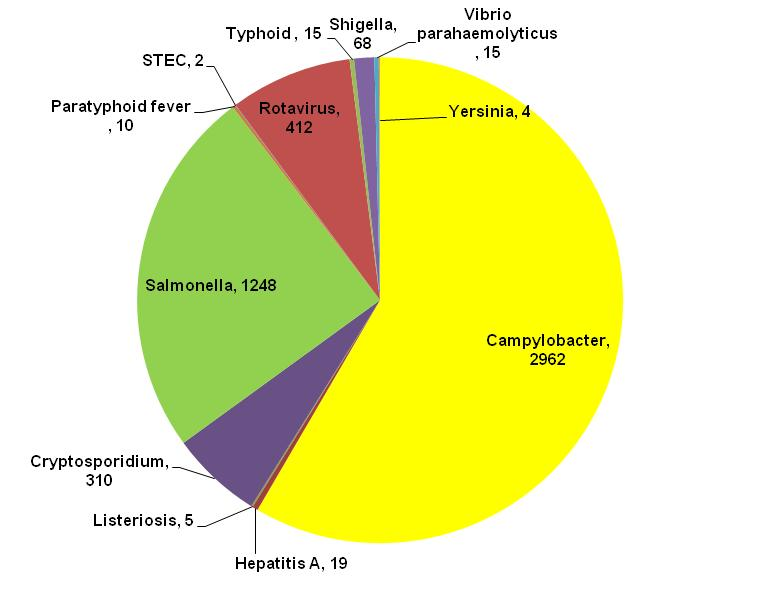 Typhoid , 15
Shigella,
68
Vibrio
parahaemolyticus
, 15
STEC, 2
Paratyphoid fever
, 10
Rotavirus,
412
Yersinia, 4
Salmonella, 1248
Campylobacter,
2962
Cryptosporidium,
310
Listeriosis, 5
Hepatitis A, 19